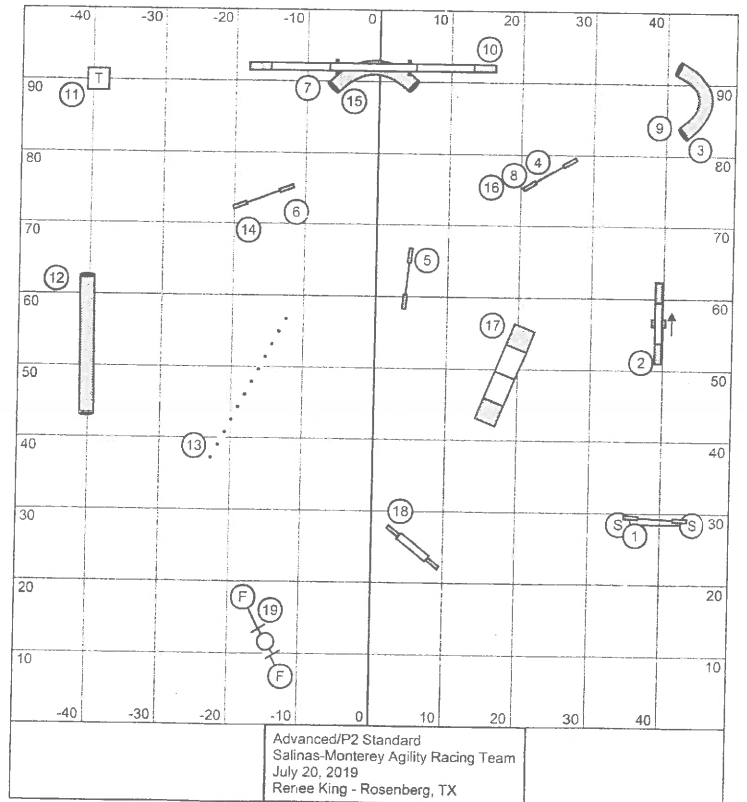 -40 -30 -20 -10 0 10 20 30 40
10
11 T 90 7 15 9 3 90
80 16 8 4 80
14 6
70 70
12 5
60 17 60
2
50 50
13
40 40
18
30 S 1 S 30
20 F 19 20
10 F 10
-40 -30 -20 -10 0 10 20 30 40
Advanced/P2 Standard
Salinas-Monterey Agility Racing Team
July 20, 2019
Renee King - Rosenberg, TX